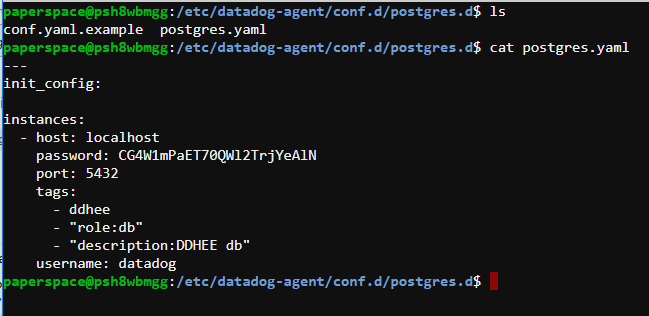 paperspace@psh8wbmgg:/etc/datadog-agent/conf.d/postgres.d$ ls
conf.yaml.example  postgres.yaml
paperspace@psh8wbmgg:/etc/datadog-agent/conf.d/postgres.d$ cat postgres.yaml
---
init_config:

instances:
  - host: localhost
    password: CG4W1mPaET70QWl2TrjYeAlN
    port: 5432
    tags:
      - ddhee
      - "role:db"
      - "description:DDHEE db"
    username: datadog
paperspace@psh8wbmgg:/etc/datadog-agent/conf.d/postgres.d$